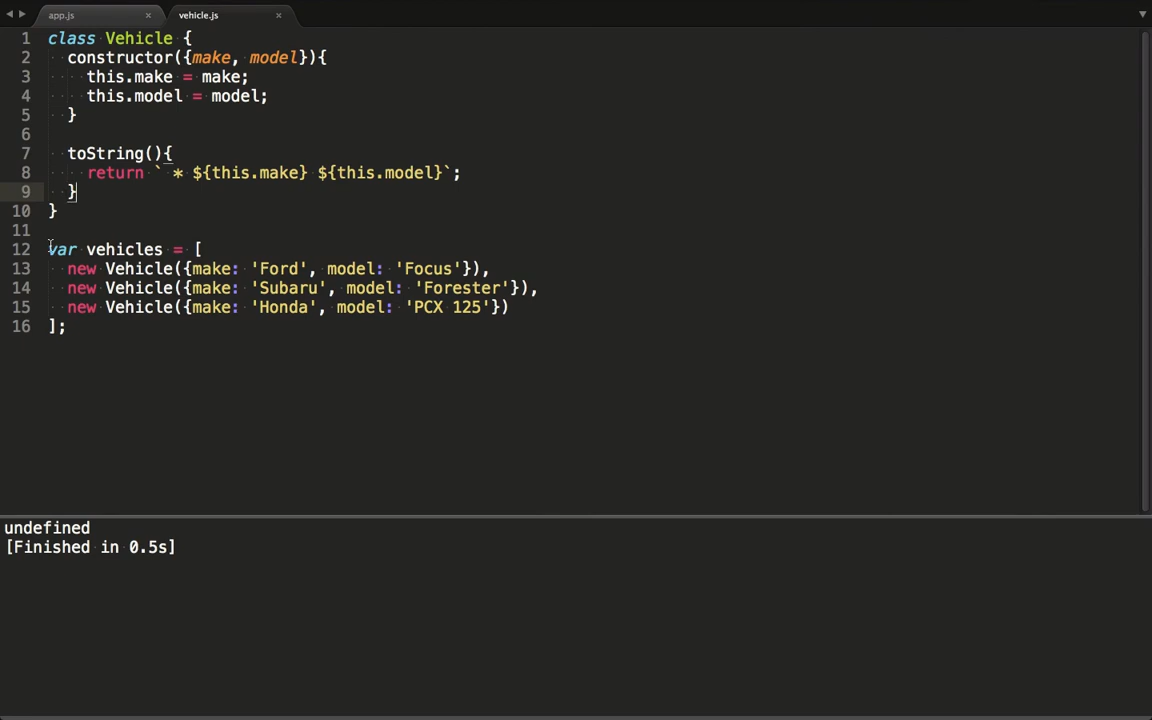 app.js × vehicle.js ×
1 class Vehicle {
2 constructor({make, model}){
3 this.make = make;
4 this.model = model;
5 }
6
7 toString(){
8 return ` * ${this.make} ${this.model}`;
9 }
10 }
11
12 var vehicles = [
13 new Vehicle({make: 'Ford', model: 'Focus'}),
14 new Vehicle({make: 'Subaru', model: 'Forester'}),
15 new Vehicle({make: 'Honda', model: 'PCX 125'})
16 ];
undefined
[Finished in 0.5s]